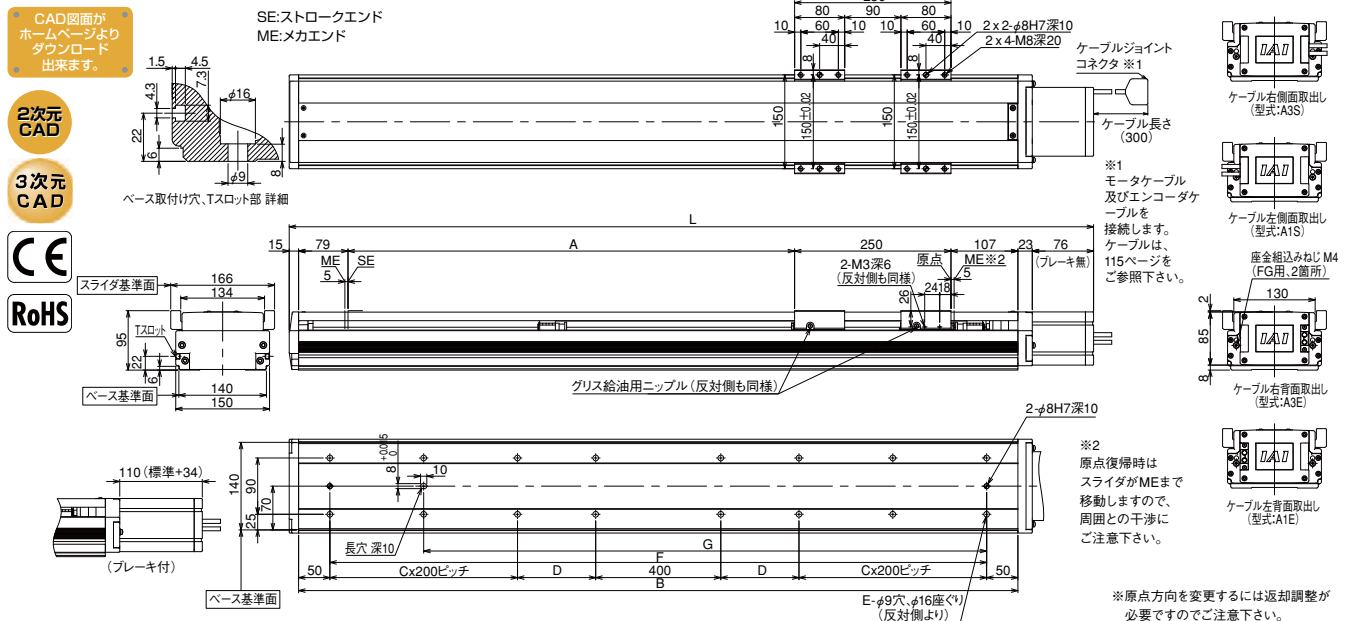 CAD図面が
ホームページより
ダウンロード
出来ます。
2次元
CAD
3次元
CAD
CE
RoHS
SE:ストロークエンド
ME:メカエンド
1.5
4.5
7.3
4.3
φ16
22
6
φ9
8
ベース取付け穴、Tスロット部 詳細
80
90
80
10
60
10
10
60
10
40
40
8
8
2x2-φ8H7深10
2x4-M8深20
150
150±0.02
150
150±0.02
ケーブルジョイント
コネクタ ※1
ケーブル長さ
(300)
※1
モータケーブル
及びエンコーダケ
ーブルを
接続します。
ケーブルは、
115ページを
ご参照下さい。
L
15
79
A
250
107
23
76
ME
SE
5
2-M3深6
(反対側も同様)
原点
ME※2
5
(ブレーキ無)
26
24
18
グリス給油用ニップル(反対側も同様)
スライダ基準面
166
134
95
Tスロット
22
6
ベース基準面
140
150
110(標準+34)
(ブレーキ付)
ベース基準面
140
90
70
25
8 +0.015 0
10
長穴 深10
2-φ8H7深10
G
F
50
Cx200ピッチ
D
400
D
Cx200ピッチ
50
B
E-φ9穴、φ16座ぐり
(反対側より)
※2
原点復帰時は
スライダがMEまで
移動しますので、
周囲との干渉に
ご注意下さい。
IAI
ケーブル右側面取出し
(型式:A3S)
IAI
ケーブル左側面取出し
(型式:A1S)
座金組込みねじ M4
(FG用、2箇所)
130
2
85
8
IAI
ケーブル右背面取出し
(型式:A3E)
IAI
ケーブル左背面取出し
(型式:A1E)
※原点方向を変更するには返却調整が
必要ですのでご注意下さい。